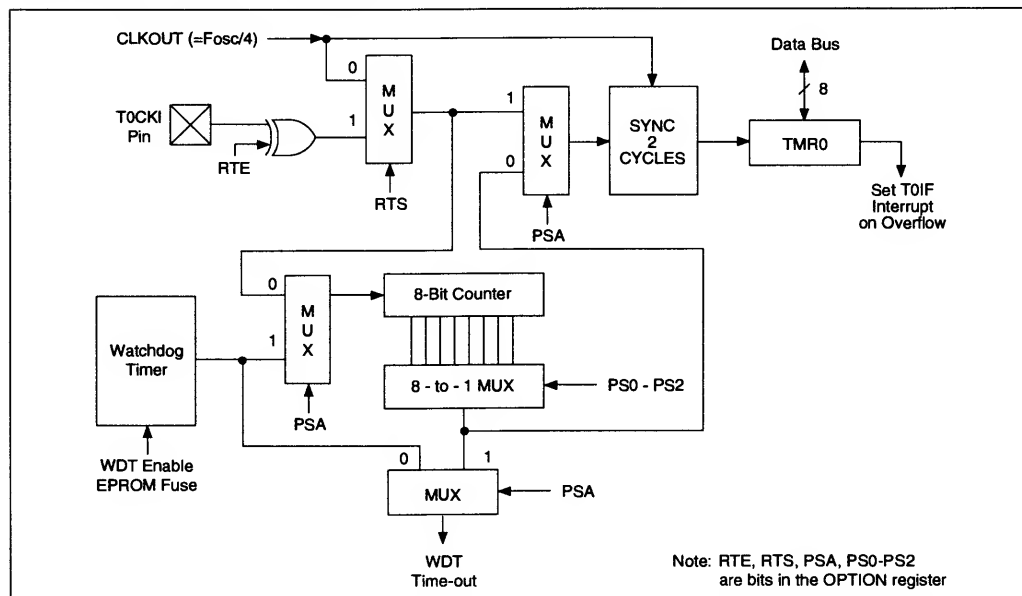 CLKOUT (=Fosc/4)
Data Bus
8
0
M
U
X
1
T0CKI
Pin
RTE
RTS
1
M
U
X
0
PSA
SYNC
2
CYCLES
TMR0
Set T0IF
Interrupt
on Overflow
0
M
U
X
1
PSA
8-Bit Counter
Watchdog
Timer
8 - to - 1 MUX
PS0 - PS2
WDT Enable
EPROM Fuse
0
1
MUX
PSA
WDT
Time-out
Note: RTE, RTS, PSA, PS0-PS2
are bits in the OPTION register